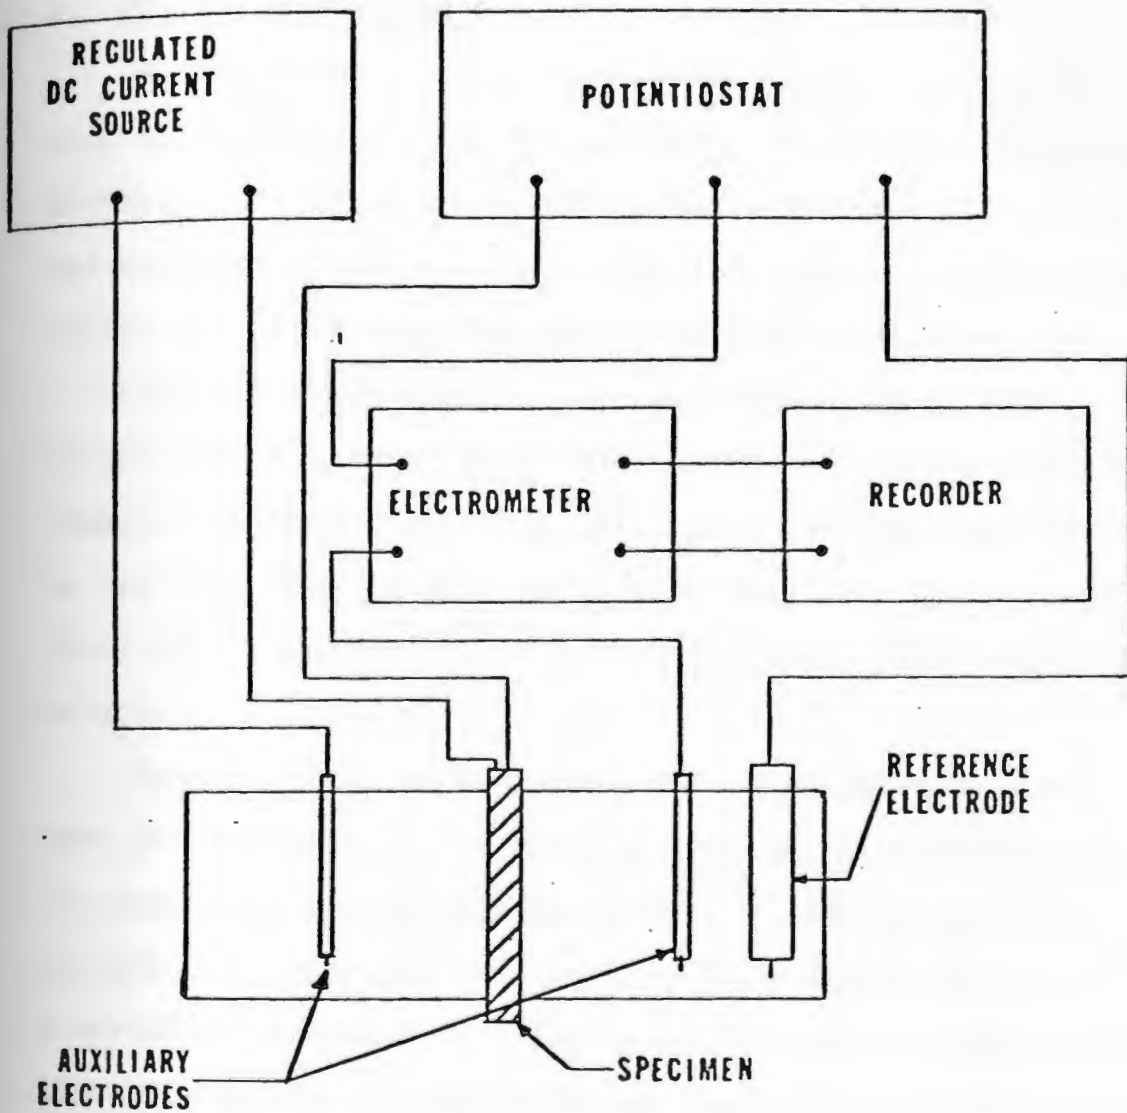 REGULATED
DC CURRENT
SOURCE
POTENTIOSTAT
ELECTROMETER
RECORDER
REFERENCE
ELECTRODE
AUXILIARY
ELECTRODES
SPECIMEN